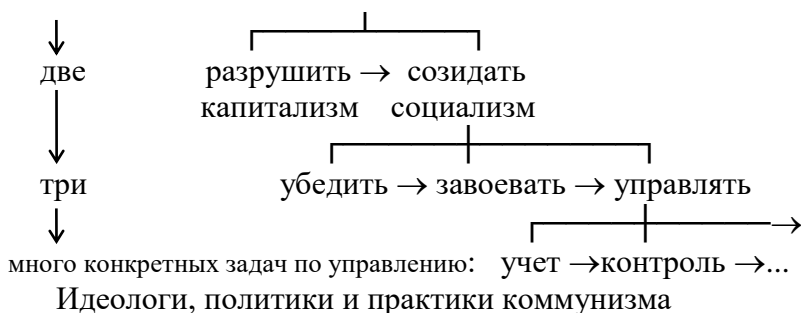 две разрушить → созидать
капитализм социализм
три убедить → завоевать → управлять
много конкретных задач по управлению: учет →контроль →...
Идеологи, политики и практики коммунизма